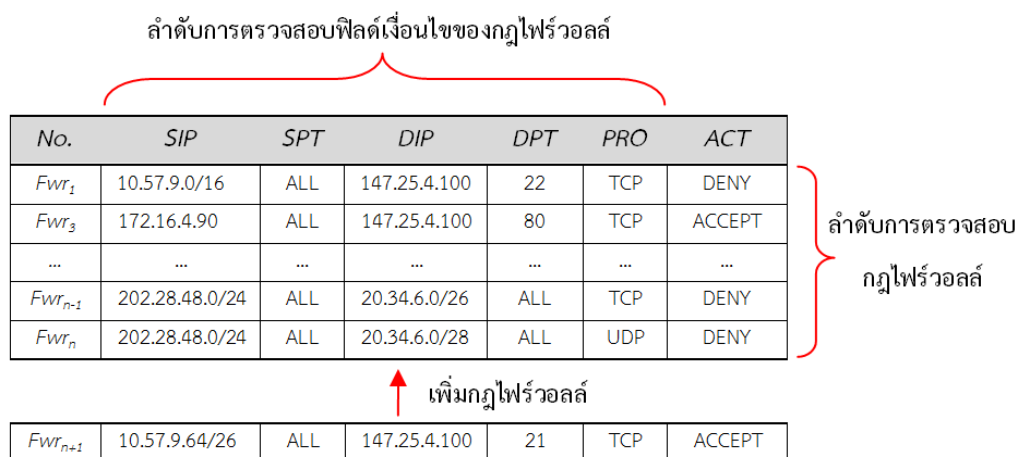 ลำดับการตรวจสอบฟิลด์เงื่อนไขของกฎไฟร์วอลล์
No. SIP SPT DIP DPT PRO ACT
Fwr1 10.57.9.0/16 ALL 147.25.4.100 22 TCP DENY
Fwr3 172.16.4.90 ALL 147.25.4.100 80 TCP ACCEPT
... ... ... ... ... ... ...
Fwrn-1 202.28.48.0/24 ALL 20.34.6.0/26 ALL TCP DENY
Fwrn 202.28.48.0/24 ALL 20.34.6.0/28 ALL UDP DENY
ลำดับการตรวจสอบ
กฎไฟร์วอลล์
เพิ่มกฎไฟร์วอลล์
Fwrn+1 10.57.9.64/26 ALL 147.25.4.100 21 TCP ACCEPT